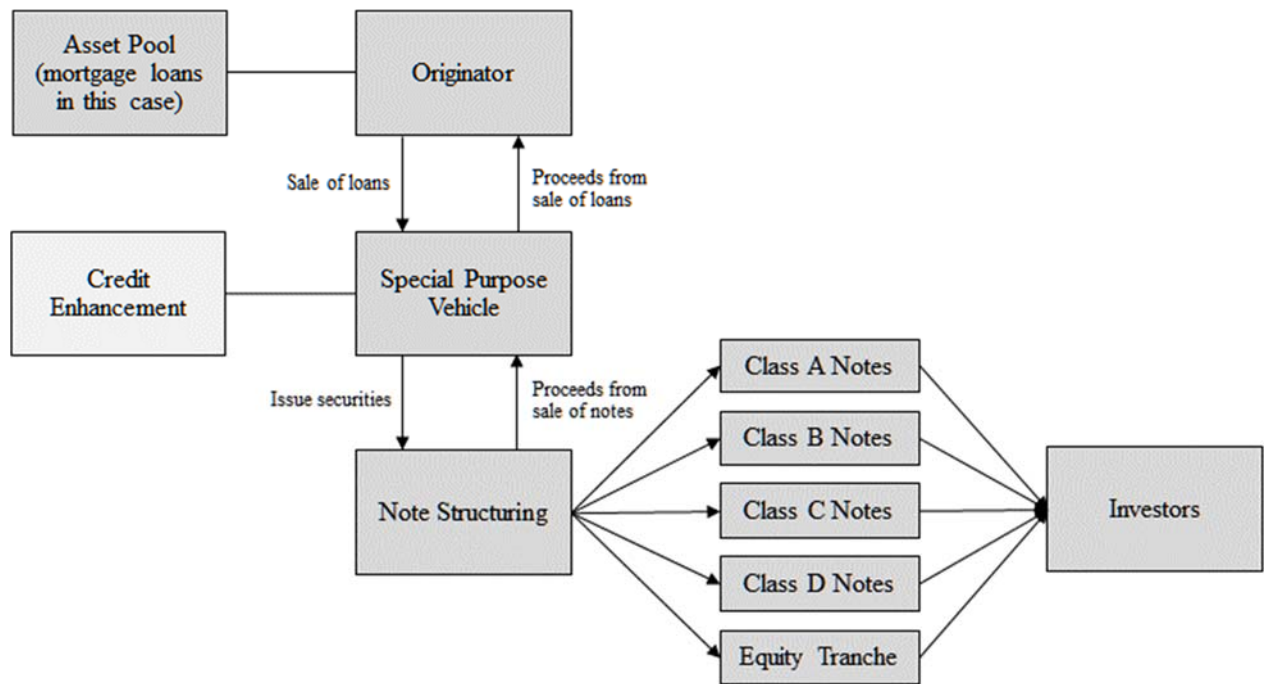 Asset Pool
(mortgage loans
in this case)
Originator
Sale of loans
Proceeds from
sale of loans
Credit
Enhancement
Special Purpose
Vehicle
Issue securities
Proceeds from
sale of notes
Note Structuring
Class A Notes
Class B Notes
Class C Notes
Class D Notes
Equity Tranche
Investors